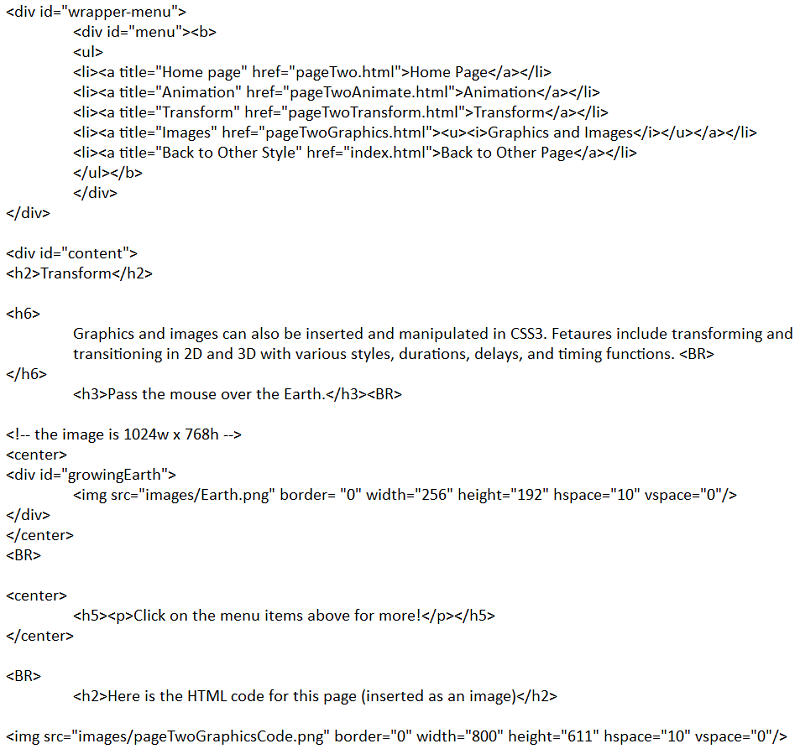 <div id="wrapper-menu">
<div id="menu"><b>
<ul>
<li><a title="Home page" href="pageTwo.html">Home Page</a></li>
<li><a title="Animation" href="pageTwoAnimate.html">Animation</a></li>
<li><a title="Transform" href="pageTwoTransform.html">Transform</a></li>
<li><a title="Images" href="pageTwoGraphics.html"><u><i>Graphics and Images</i></u></a></li>
<li><a title="Back to Other Style" href="index.html">Back to Other Page</a></li>
</ul></b>
</div>
</div>
<div id="content">
<h2>Transform</h2>
<h6>
Graphics and images can also be inserted and manipulated in CSS3. Fetaures include transforming and
transitioning in 2D and 3D with various styles, durations, delays, and timing functions. <BR>
</h6>
<h3>Pass the mouse over the Earth.</h3><BR>
<!-- the image is 1024w x 768h -->
<center>
<div id="growingEarth">
<img src="images/Earth.png" border= "0" width="256" height="192" hspace="10" vspace="0"/>
</div>
</center>
<BR>
<center>
<h5><p>Click on the menu items above for more!</p></h5>
</center>
<BR>
<h2>Here is the HTML code for this page (inserted as an image)</h2>
<img src="images/pageTwoGraphicsCode.png" border="0" width="800" height="611" hspace="10" vspace="0"/>